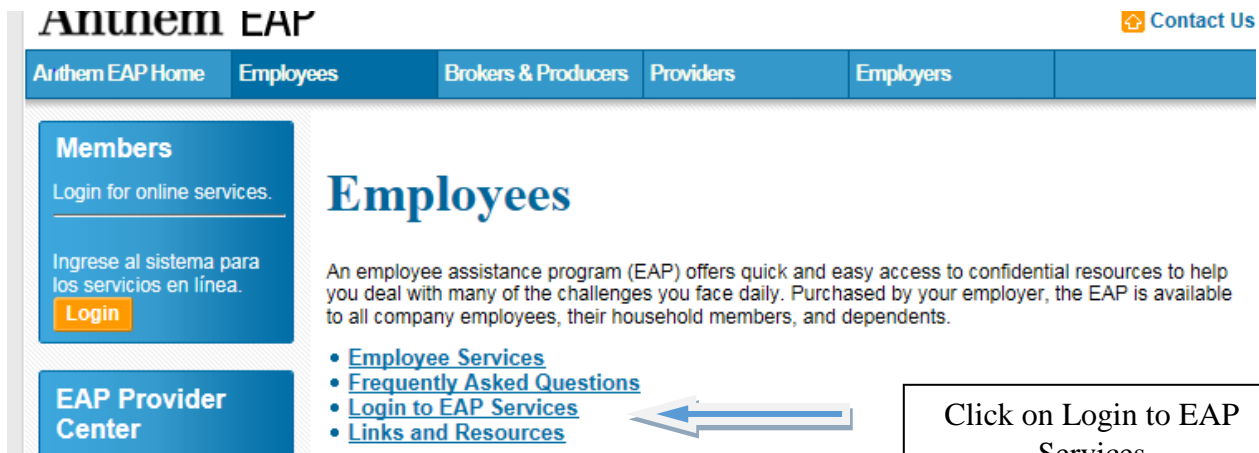 Anthem EAP
Contact Us
Anthem EAP Home
Employees
Brokers & Producers
Providers
Employers
Members
Login for online services.
Ingrese al sistema para
los servicios en línea.
Login
EAP Provider
Center
Employees
An employee assistance program (EAP) offers quick and easy access to confidential resources to help
you deal with many of the challenges you face daily. Purchased by your employer, the EAP is available
to all company employees, their household members, and dependents.
• Employee Services
• Frequently Asked Questions
• Login to EAP Services
• Links and Resources
Click on Login to EAP
Services